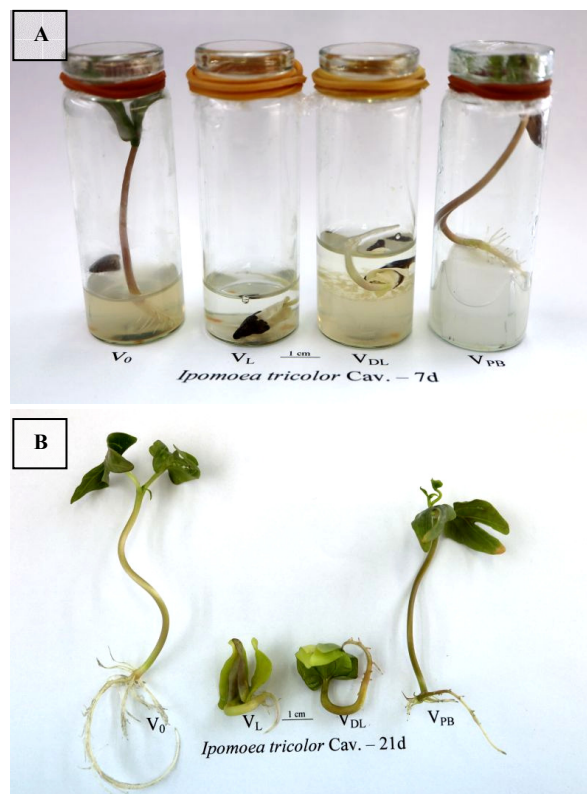 A
V0 VL 1 cm VDL VPB
Ipomoea tricolor Cav. – 7d
B
V0 VL 1 cm VDL VPB
Ipomoea tricolor Cav. – 21d